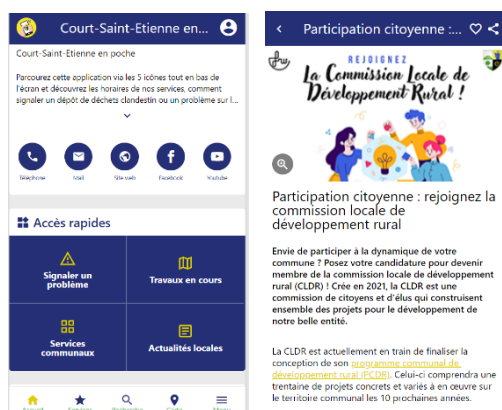 Court-Saint-Etienne en...
Court-Saint-Etienne en poche
Parcourez cette application via les 5 icônes tout en bas de
l'écran et découvrez les horaires de nos services, comment
signaler un dépôt de déchets clandestin ou un problème sur l...
Téléphone
Mail
Site web
Facebook
Youtube
Accès rapides
Signaler un
problème
Travaux en cours
Services
communaux
Actualités locales
Accueil
Services
Recherche
Carte
Menu
Participation citoyenne :...
REJOIGNEZ
la Commission Locale de
Développement Rural !
Participation citoyenne : rejoignez la
commission locale de
développement rural
Envie de participer à la dynamique de votre
commune ? Posez votre candidature pour devenir
membre de la commission locale de développement
rural (CLDR) ! Crée en 2021, la CLDR est une
commission de citoyens et d'élus qui construisent
ensemble des projets pour le développement de
notre belle entité.
La CLDR est actuellement en train de finaliser la
conception de son programme communal de
développement rural (PCDR). Celui-ci comprendra une
trentaine de projets concrets et variés à en œuvre sur
le territoire communal les 10 prochaines années.